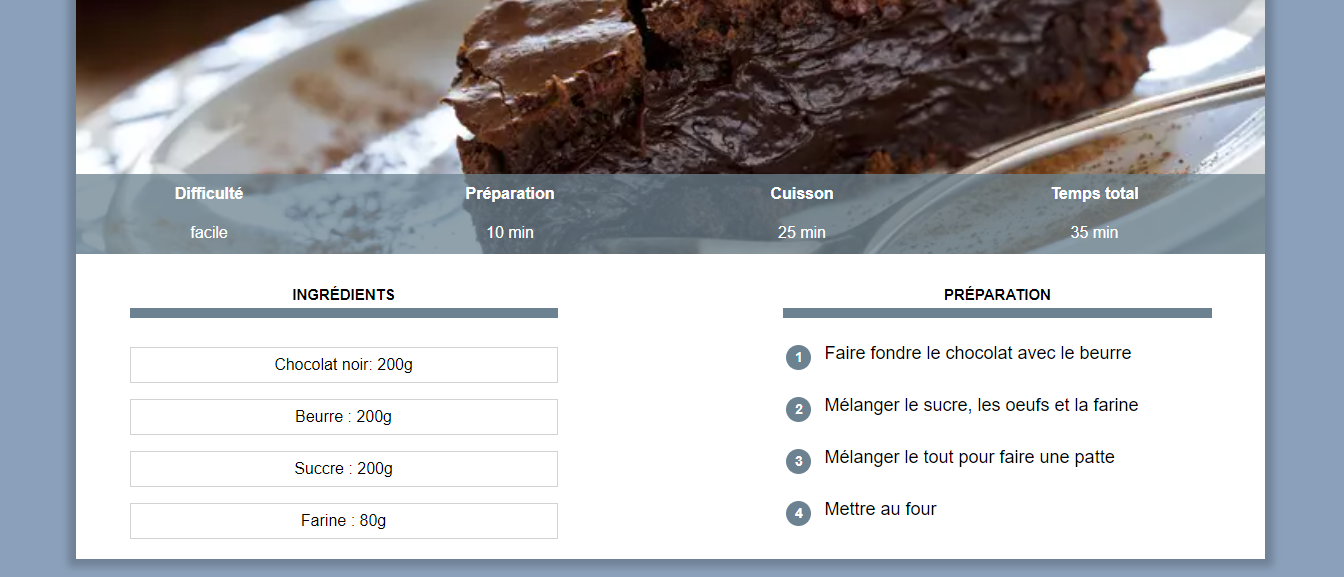 Difficulté Préparation Cuisson Temps total
facile 10 min 25 min 35 min
INGRÉDIENTS
Chocolat noir: 200g
Beurre : 200g
Succre : 200g
Farine : 80g
PRÉPARATION
1 Faire fondre le chocolat avec le beurre
2 Mélanger le sucre, les oeufs et la farine
3 Mélanger le tout pour faire une patte
4 Mettre au four